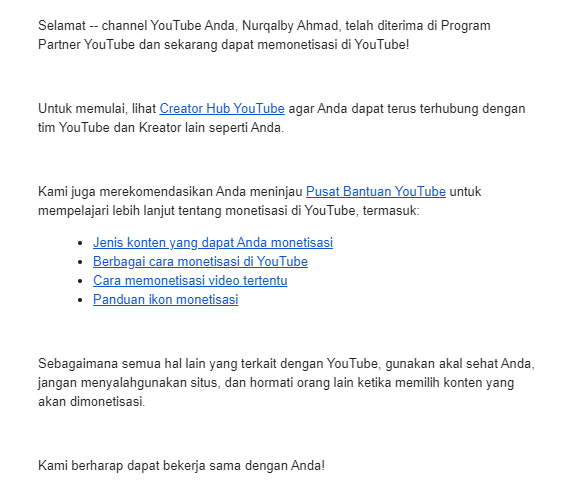 Selamat -- channel YouTube Anda, Nurqalby Ahmad, telah diterima di Program
Partner YouTube dan sekarang dapat memonetisasi di YouTube!
Untuk memulai, lihat Creator Hub YouTube agar Anda dapat terus terhubung dengan
tim YouTube dan Kreator lain seperti Anda.
Kami juga merekomendasikan Anda meninjau Pusat Bantuan YouTube untuk
mempelajari lebih lanjut tentang monetisasi di YouTube, termasuk:
• Jenis konten yang dapat Anda monetisasi
• Berbagai cara monetisasi di YouTube
• Cara memonetisasi video tertentu
• Panduan ikon monetisasi
Sebagaimana semua hal lain yang terkait dengan YouTube, gunakan akal sehat Anda,
jangan menyalahgunakan situs, dan hormati orang lain ketika memilih konten yang
akan dimonetisasi.
Kami berharap dapat bekerja sama dengan Anda!